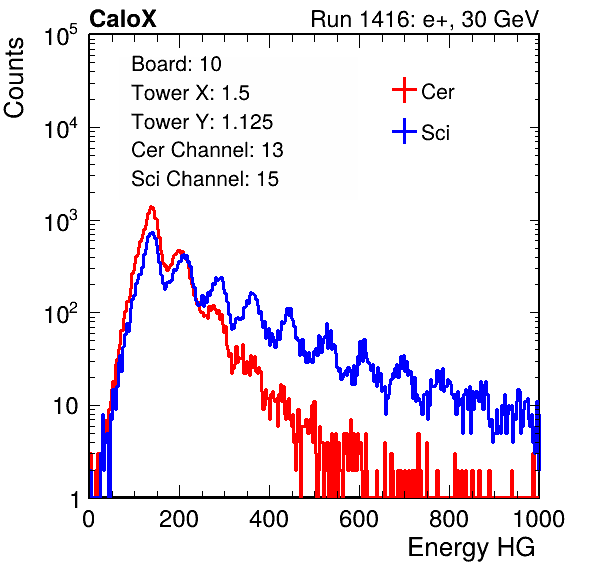 CaloX Run 1416: e+, 30 GeV
Counts
Board: 10
Tower X: 1.5
Tower Y: 1.125
Cer Channel: 13
Sci Channel: 15
Cer
Sci
10^5
10^4
10^3
10^2
10
1
0 200 400 600 800 1000
Energy HG